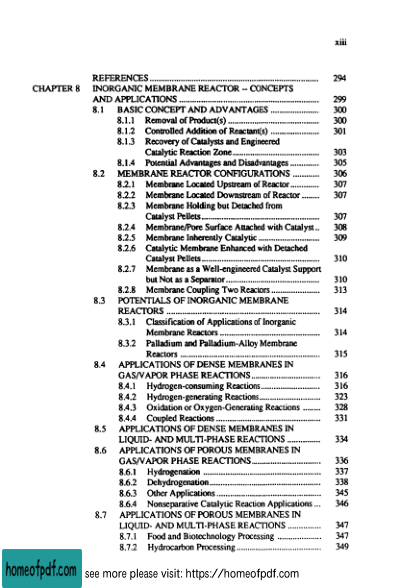 xiii
REFERENCES ........ 294
CHAPTER 8 INORGANIC MEMBRANE REACTOR -- CONCEPTS
AND APPLICATIONS ........ 299
8.1 BASIC CONCEPT AND ADVANTAGES ........ 300
8.1.1 Removal of Product(s) ........ 300
8.1.2 Controlled Addition of Reactant(s) ........ 301
8.1.3 Recovery of Catalysts and Engineered
Catalytic Reaction Zone ........ 303
8.1.4 Potential Advantages and Disadvantages ........ 305
8.2 MEMBRANE REACTOR CONFIGURATIONS ........ 306
8.2.1 Membrane Located Upstream of Reactor ........ 307
8.2.2 Membrane Located Downstream of Reactor ........ 307
8.2.3 Membrane Holding but Detached from
Catalyst Pellets ........ 307
8.2.4 Membrane/Pore Surface Attached with Catalyst .. 308
8.2.5 Membrane Inherently Catalytic ........ 309
8.2.6 Catalytic Membrane Enhanced with Detached
Catalyst Pellets ........ 310
8.2.7 Membrane as a Well-engineered Catalyst Support
but Not as a Separator ........ 310
8.2.8 Membrane Coupling Two Reactors ........ 313
8.3 POTENTIALS OF INORGANIC MEMBRANE
REACTORS ........ 314
8.3.1 Classification of Applications of Inorganic
Membrane Reactors ........ 314
8.3.2 Palladium and Palladium-Alloy Membrane
Reactors ........ 315
8.4 APPLICATIONS OF DENSE MEMBRANES IN
GAS/VAPOR PHASE REACTIONS ........ 316
8.4.1 Hydrogen-consuming Reactions ........ 316
8.4.2 Hydrogen-generating Reactions ........ 323
8.4.3 Oxidation or Oxygen-Generating Reactions ........ 328
8.4.4 Coupled Reactions ........ 331
8.5 APPLICATIONS OF DENSE MEMBRANES IN
LIQUID- AND MULTI-PHASE REACTIONS ........ 334
8.6 APPLICATIONS OF POROUS MEMBRANES IN
GAS/VAPOR PHASE REACTIONS ........ 336
8.6.1 Hydrogenation ........ 337
8.6.2 Dehydrogenation ........ 338
8.6.3 Other Applications ........ 345
8.6.4 Nonseparative Catalytic Reaction Applications ... 346
8.7 APPLICATIONS OF POROUS MEMBRANES IN
LIQUID- AND MULTI-PHASE REACTIONS ........ 347
8.7.1 Food and Biotechnology Processing ........ 347
8.7.2 Hydrocarbon Processing ........ 349
homeofpdf.com see more please visit: https://homeofpdf.com